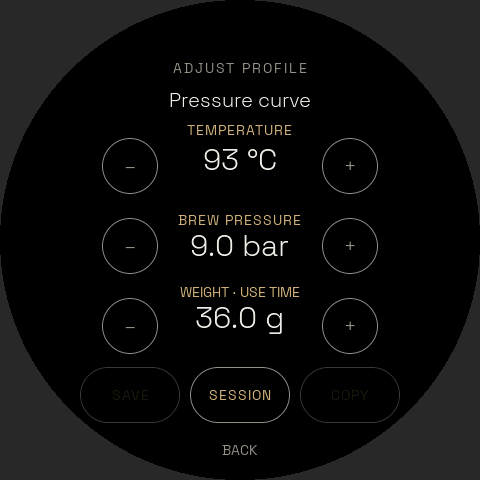 ADJUST PROFILE
Pressure curve
TEMPERATURE
– 93 °C +
BREW PRESSURE
– 9.0 bar +
WEIGHT · USE TIME
– 36.0 g +
SAVE SESSION COPY
BACK